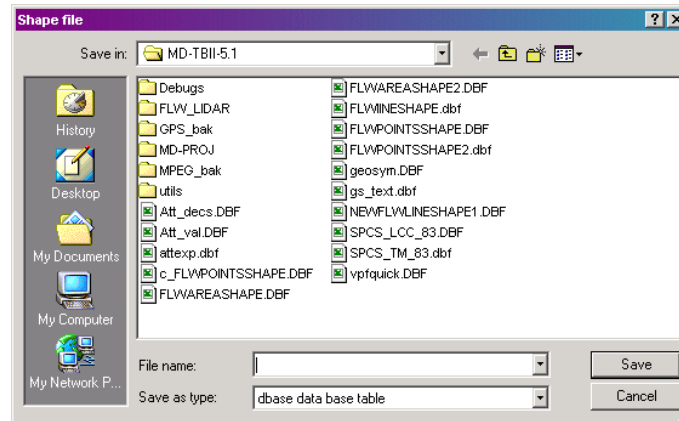 Shape file
Save in: MD-TBII-5.1
History
Desktop
My Documents
My Computer
My Network P...
Debugs
FLW_LIDAR
GPS_bak
MD-PROJ
MPEG_bak
utils
Att_decs.DBF
Att_val.DBF
attexp.dbf
c_FLWPOINTSSHAPE.DBF
FLWAREASHAPE.DBF
FLWAREASHAPE2.DBF
FLWlINESHAPE.dbf
FLWPOINTSSHAPE.DBF
FLWPOINTSSHAPE2.dbf
geosym.DBF
gs_text.dbf
NEWFLWLINESHAPE1.DBF
SPCS_LCC_83.DBF
SPCS_TM_83.dbf
vpfquick.DBF
File name:
Save
Save as type: dbase data base table
Cancel